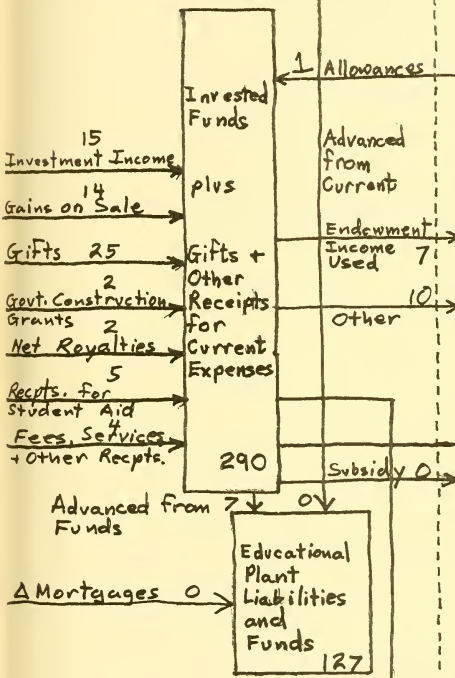 1 Allowances
Invested
Funds
plus
Gifts +
Other
Receipts
for
Current
Expenses
290
15
Investment Income
14
Gains on Sale
Gifts 25
2
Govt. Construction
Grants
2
Net Royalties
5
Recpts. for
Student Aid
4
Fees, Services
+ Other Recpts.
Advanced
from
Current
Endowment
Income
Used 7
10
Other
Subsidy 0
Advanced from 7
Funds
0
Educational
Plant
Liabilities
and
Funds
127
Δ Mortgages 0